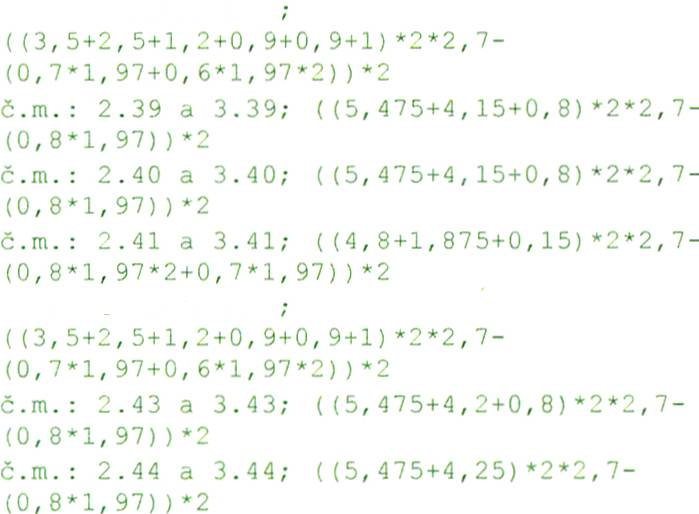 ;
((3,5+2,5+1,2+0,9+0,9+1)*2*2,7-
(0,7*1,97+0,6*1,97*2))*2
č.m.: 2.39 a 3.39; ((5,475+4,15+0,8)*2*2,7-
(0,8*1,97))*2
č.m.: 2.40 a 3.40; ((5,475+4,15+0,8)*2*2,7-
(0,8*1,97))*2
č.m.: 2.41 a 3.41; ((4,8+1,875+0,15)*2*2,7-
(0,8*1,97*2+0,7*1,97))*2
;
((3,5+2,5+1,2+0,9+0,9+1)*2*2,7-
(0,7*1,97+0,6*1,97*2))*2
č.m.: 2.43 a 3.43; ((5,475+4,2+0,8)*2*2,7-
(0,8*1,97))*2
č.m.: 2.44 a 3.44; ((5,475+4,25)*2*2,7-
(0,8*1,97))*2